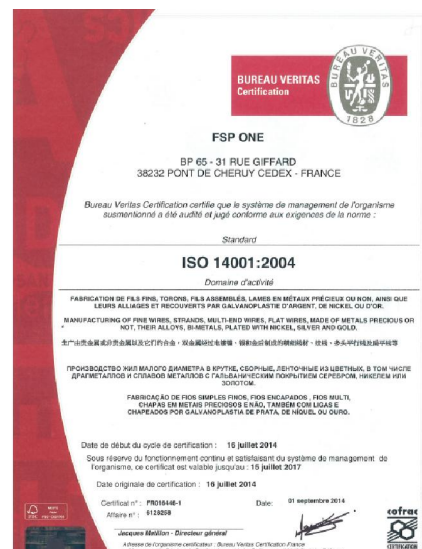 BUREAU VERITAS
Certification
BUREAU VERITAS
1828
FSP ONE
BP 65 - 31 RUE GIFFARD
38232 PONT DE CHERUY CEDEX - FRANCE
Bureau Veritas Certification certifie que le système de management de l'organisme
susmentionné a été audité et jugé conforme aux exigences de la norme :
Standard
ISO 14001:2004
Domaine d'activité
FABRICATION DE FILS FINS, TORONS, FILS ASSEMBLÉS, LAMES EN MÉTAUX PRÉCIEUX OU NON, AINSI QUE
LEURS ALLIAGES ET RECOUVERTS PAR GALVANOPLASTIE D'ARGENT, DE NICKEL OU D'OR.
MANUFACTURING OF FINE WIRES, STRANDS, MULTI-END WIRES, FLAT WIRES, MADE OF METALS PRECIOUS OR
NOT, THEIR ALLOYS, BI-METALS, PLATED WITH NICKEL, SILVER AND GOLD.
ПРОИЗВОДСТВО ЖИЛ МАЛОГО ДИАМЕТРА В КРУТКЕ, СБОРНЫЕ, ЛЕНТОЧНЫЕ ИЗ ЦВЕТНЫХ, В ТОМ ЧИСЛЕ
ДРАГМЕТАЛЛОВ И СПЛАВОВ МЕТАЛЛОВ С ГАЛЬВАНИЧЕСКИМ ПОКРЫТИЕМ СЕРЕБРОМ, НИКЕЛЕМ ИЛИ
ЗОЛОТОМ.
FABRICAÇÃO DE FIOS SIMPLES FINOS, FIOS ENCAPADOS , FIOS MULTI,
CHAPAS EM METAIS PRECIOSOS E NÃO, TAMBÉM COM LIGAS E
CHAPEADOS POR GALVANOPLASTIA DE PRATA, DE NÍQUEL OU OURO.
Date de début du cycle de certification : 16 juillet 2014
Sous réserve du fonctionnement continu et satisfaisant du système de management de
l'organisme, ce certificat est valable jusqu'au : 15 juillet 2017
Date originale de certification : 16 juillet 2014
Certificat n° : FR018446-1 Date: 01 septembre 2014
Affaire n° : 6128258
Jacques Matillon - Directeur général
Adresse de l'organisme certificateur : Bureau Veritas Certification France
cofrac
CERTIFICATION